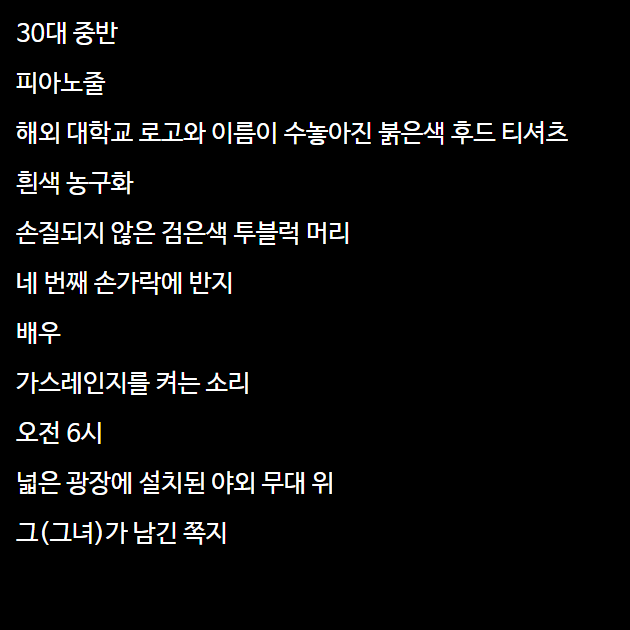 30대 중반
피아노줄
해외 대학교 로고와 이름이 수놓아진 붉은색 후드 티셔츠
흰색 농구화
손질되지 않은 검은색 투블럭 머리
네 번째 손가락에 반지
배우
가스레인지를 켜는 소리
오전 6시
넓은 광장에 설치된 야외 무대 위
그(그녀)가 남긴 쪽지